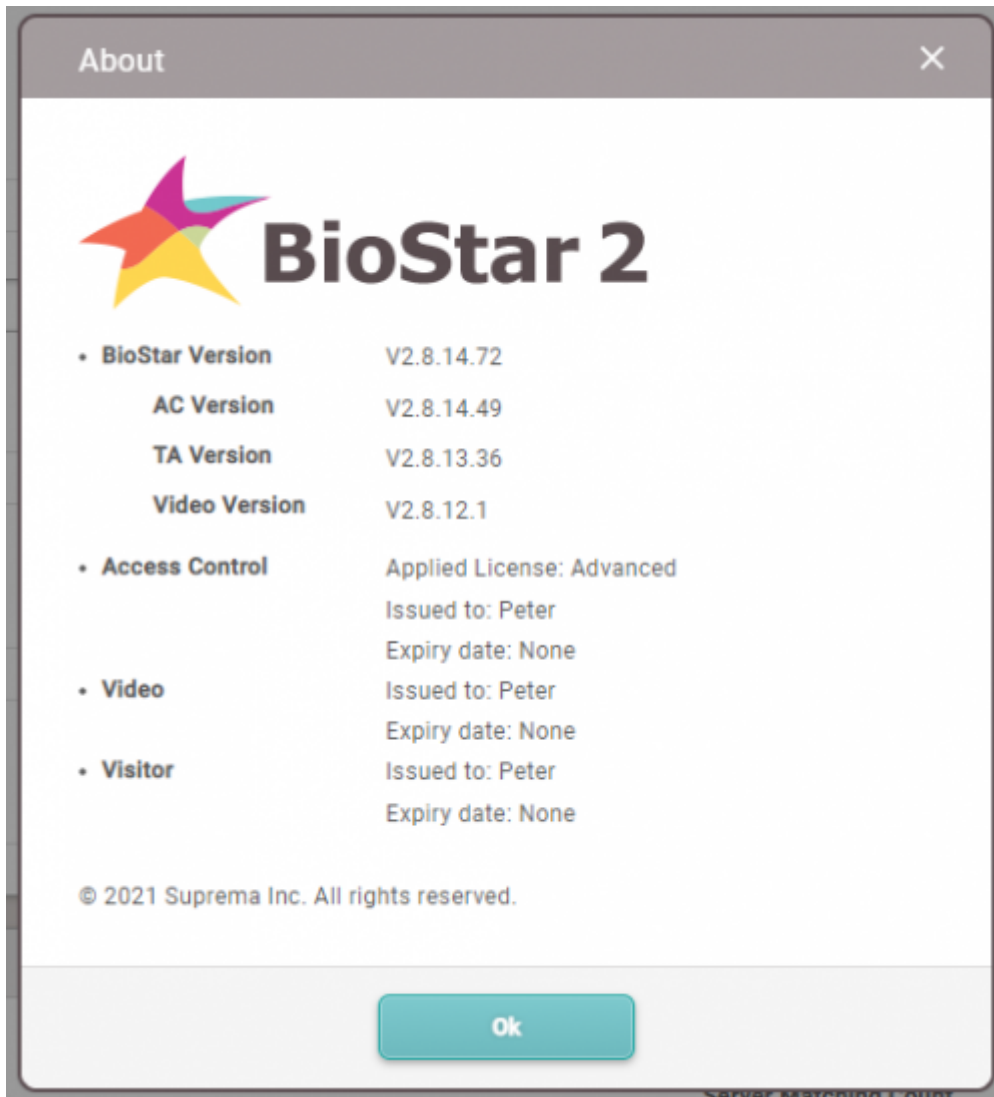 About
BioStar 2
• BioStar Version V2.8.14.72
AC Version V2.8.14.49
TA Version V2.8.13.36
Video Version V2.8.12.1
• Access Control Applied License: Advanced
Issued to: Peter
Expiry date: None
• Video Issued to: Peter
Expiry date: None
• Visitor Issued to: Peter
Expiry date: None
© 2021 Suprema Inc. All rights reserved.
Ok
Server Matching Count